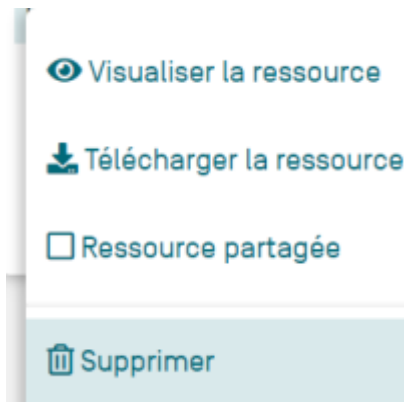 Visualiser la ressource
Télécharger la ressource
Ressource partagée
Supprimer